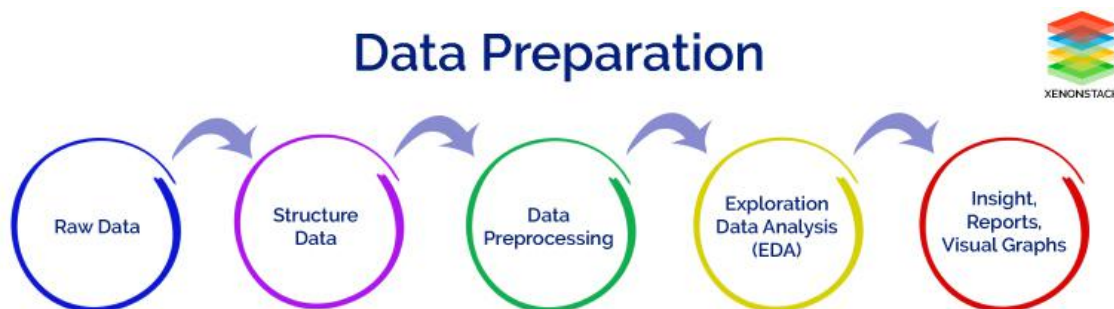 Data Preparation
XENONSTACK
Raw Data
Structure
Data
Data
Preprocessing
Exploration
Data Analysis
(EDA)
Insight,
Reports,
Visual Graphs